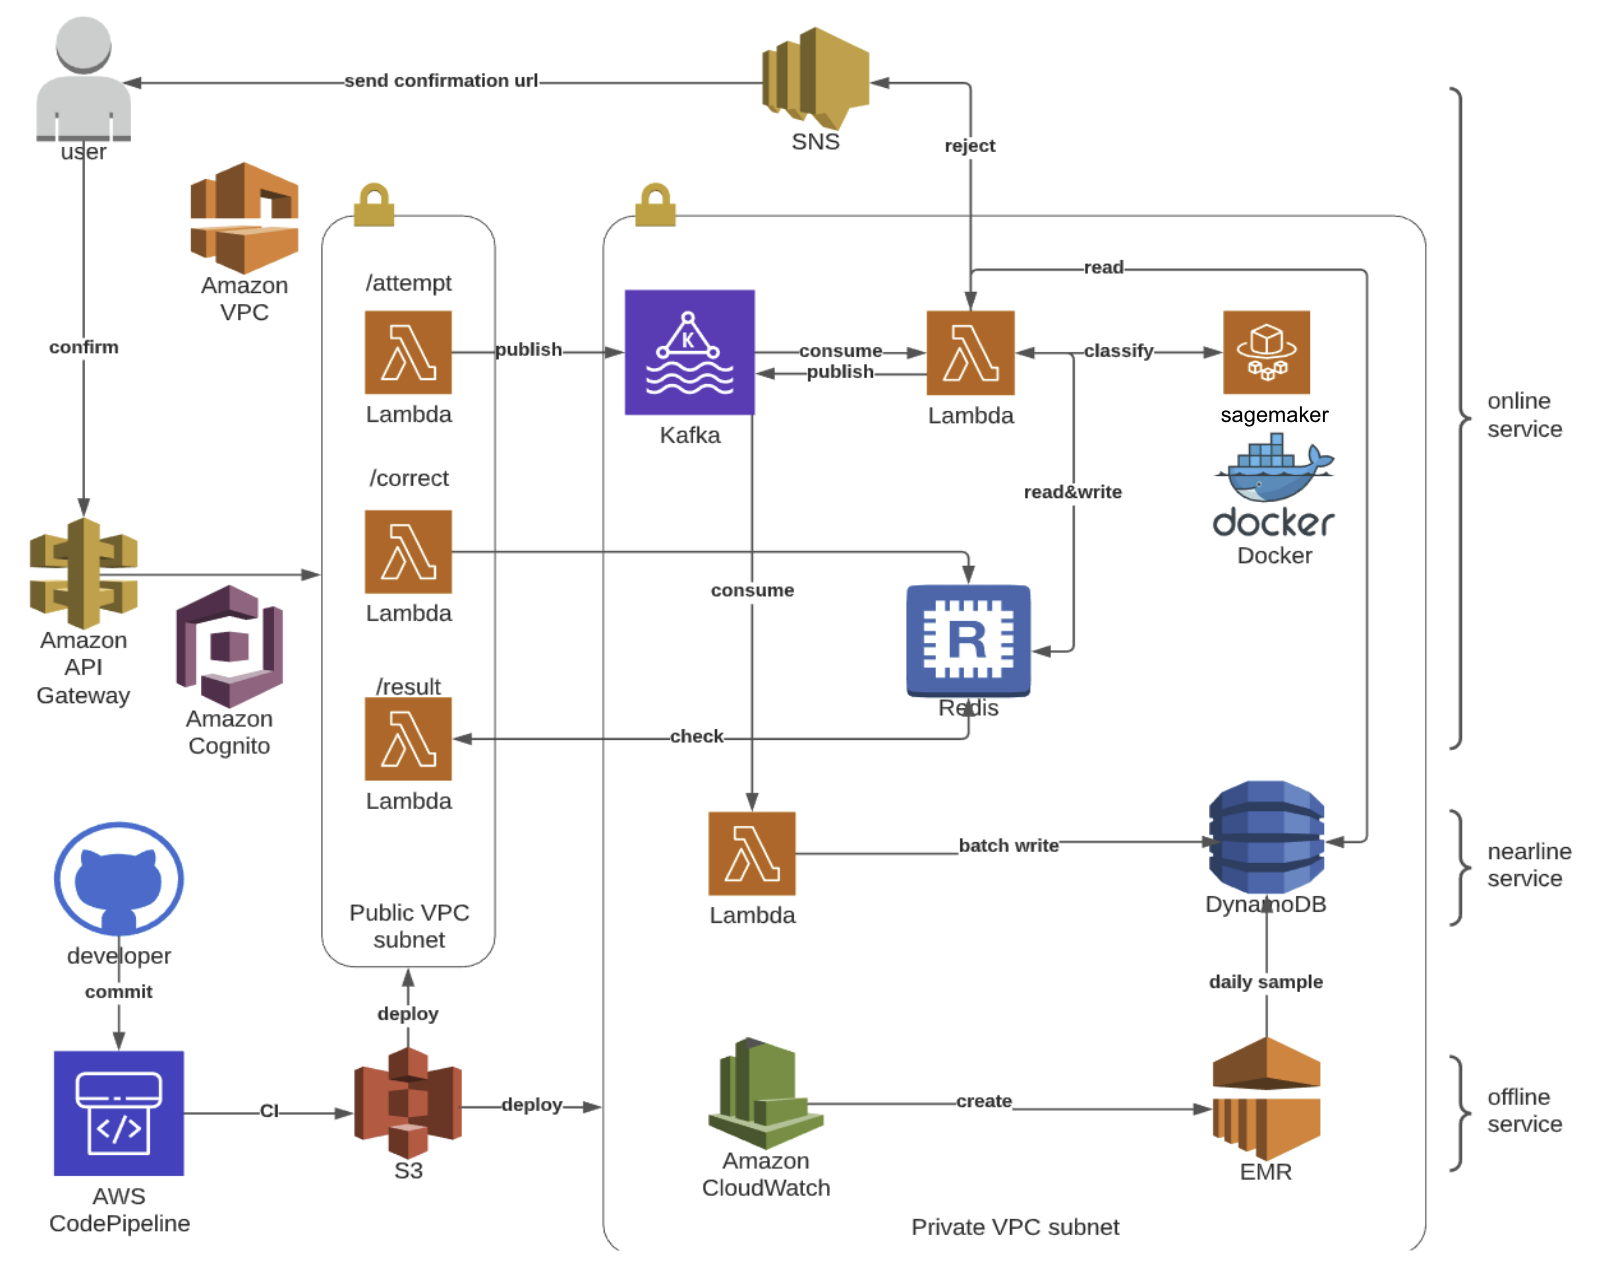 send confirmation url
SNS
user
reject
Amazon
VPC
/attempt
read
confirm
publish
K
consume
publish
classify
Lambda
Kafka
Lambda
sagemaker
online
service
/correct
read&write
docker
Docker
Lambda
consume
R
Amazon
API
Gateway
Amazon
Cognito
/result
Redis
check
Lambda
batch write
nearline
service
Lambda
DynamoDB
Public VPC
subnet
developer
commit
deploy
daily sample
CI
</>
deploy
create
offline
service
S3
Amazon
CloudWatch
EMR
AWS
CodePipeline
Private VPC subnet